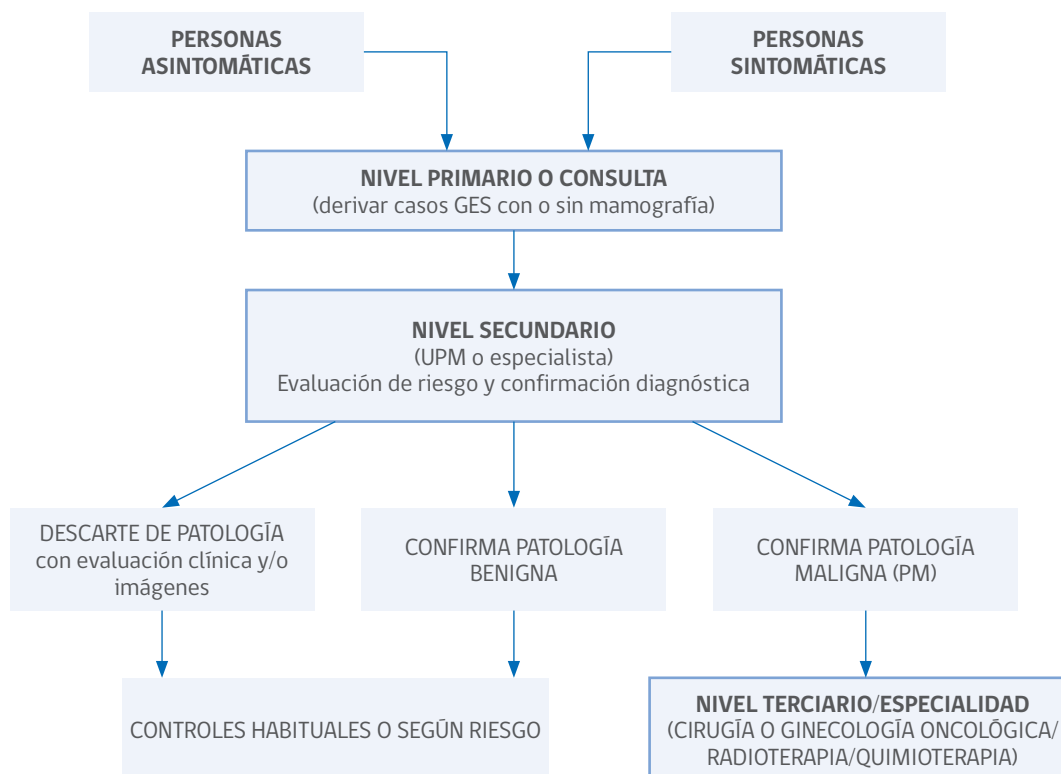 PERSONAS
ASINTOMÁTICAS
PERSONAS
SINTOMÁTICAS
NIVEL PRIMARIO O CONSULTA
(derivar casos GES con o sin mamografía)
NIVEL SECUNDARIO
(UPM o especialista)
Evaluación de riesgo y confirmación diagnóstica
DESCARTE DE PATOLOGÍA
con evaluación clínica y/o
imágenes
CONFIRMA PATOLOGÍA
BENIGNA
CONFIRMA PATOLOGÍA
MALIGNA (PM)
CONTROLES HABITUALES O SEGÚN RIESGO
NIVEL TERCIARIO/ESPECIALIDAD
(CIRUGÍA O GINECOLOGÍA ONCOLÓGICA/
RADIOTERAPIA/QUIMIOTERAPIA)